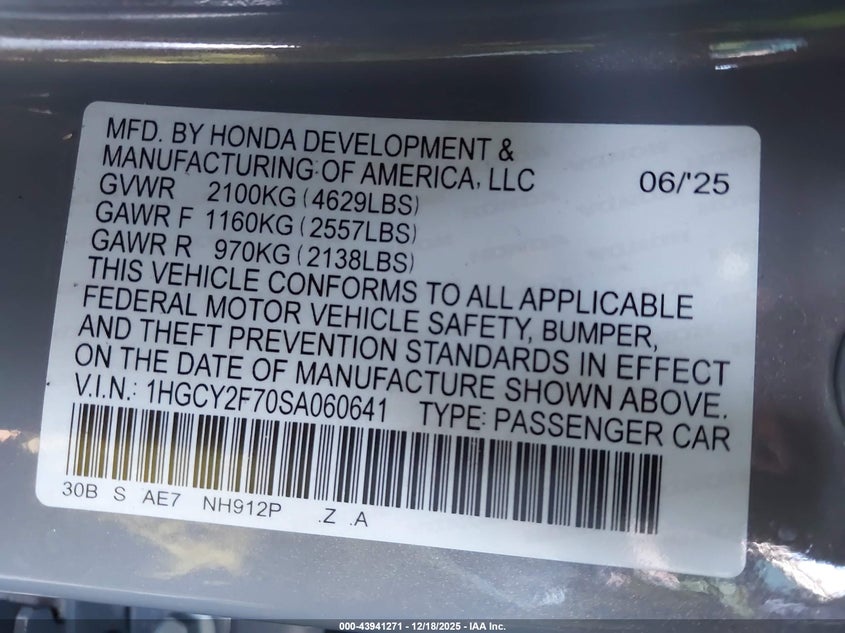 MFD. BY HONDA DEVELOPMENT &
MANUFACTURING OF AMERICA, LLC 06/'25
GVWR 2100KG (4629LBS)
GAWR F 1160KG (2557LBS)
GAWR R 970KG (2138LBS)
THIS VEHICLE CONFORMS TO ALL APPLICABLE
FEDERAL MOTOR VEHICLE SAFETY, BUMPER,
AND THEFT PREVENTION STANDARDS IN EFFECT
ON THE DATE OF MANUFACTURE SHOWN ABOVE.
V.I.N.: 1HGCY2F70SA060641 TYPE: PASSENGER CAR
30B S AE7 NH912P .Z .A
000-43941271 - 12/18/2025 - IAA Inc.